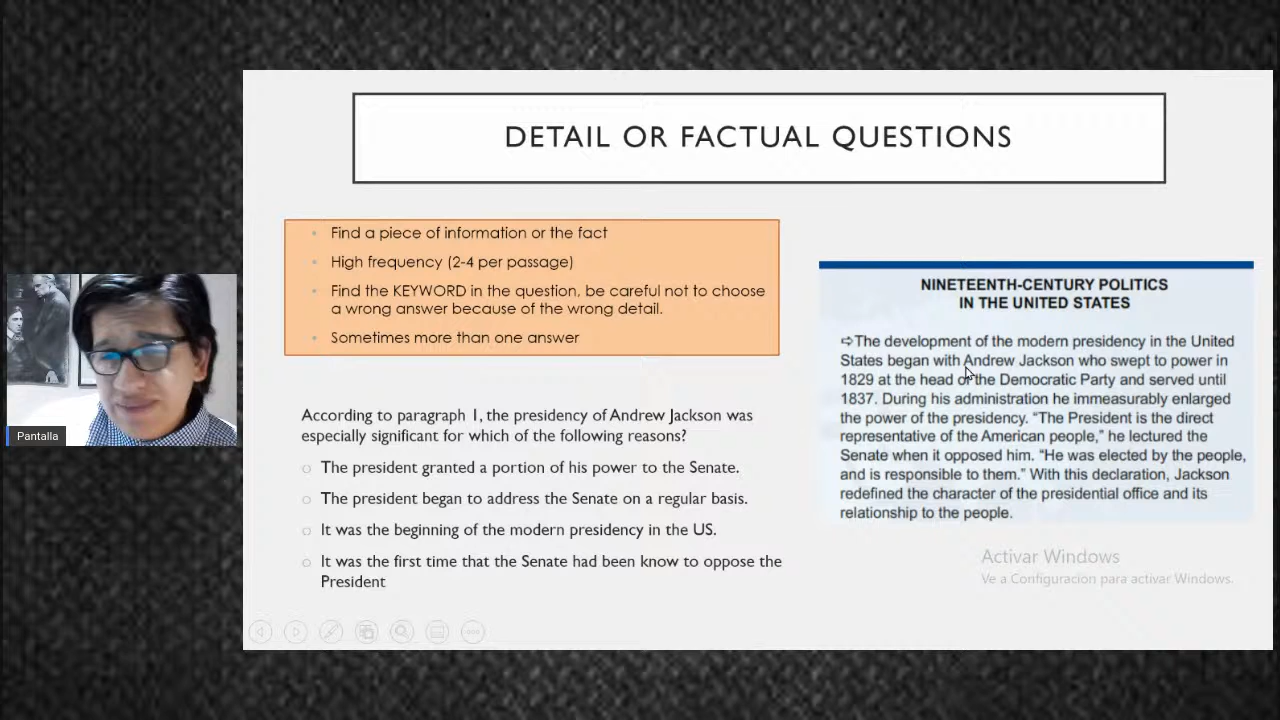 DETAIL OR FACTUAL QUESTIONS
Find a piece of information or the fact
High frequency (2-4 per passage)
Find the KEYWORD in the question, be careful not to choose
a wrong answer because of the wrong detail.
Sometimes more than one answer
According to paragraph 1, the presidency of Andrew Jackson was
especially significant for which of the following reasons?
The president granted a portion of his power to the Senate.
The president began to address the Senate on a regular basis.
It was the beginning of the modern presidency in the US.
It was the first time that the Senate had been know to oppose the
President
NINETEENTH-CENTURY POLITICS
IN THE UNITED STATES
⇨The development of the modern presidency in the United
States began with Andrew Jackson who swept to power in
1829 at the head of the Democratic Party and served until
1837. During his administration he immeasurably enlarged
the power of the presidency. “The President is the direct
representative of the American people,” he lectured the
Senate when it opposed him. “He was elected by the people,
and is responsible to them.” With this declaration, Jackson
redefined the character of the presidential office and its
relationship to the people.
Activar Windows
Ve a Configuracion para activar Windows.
Pantalla